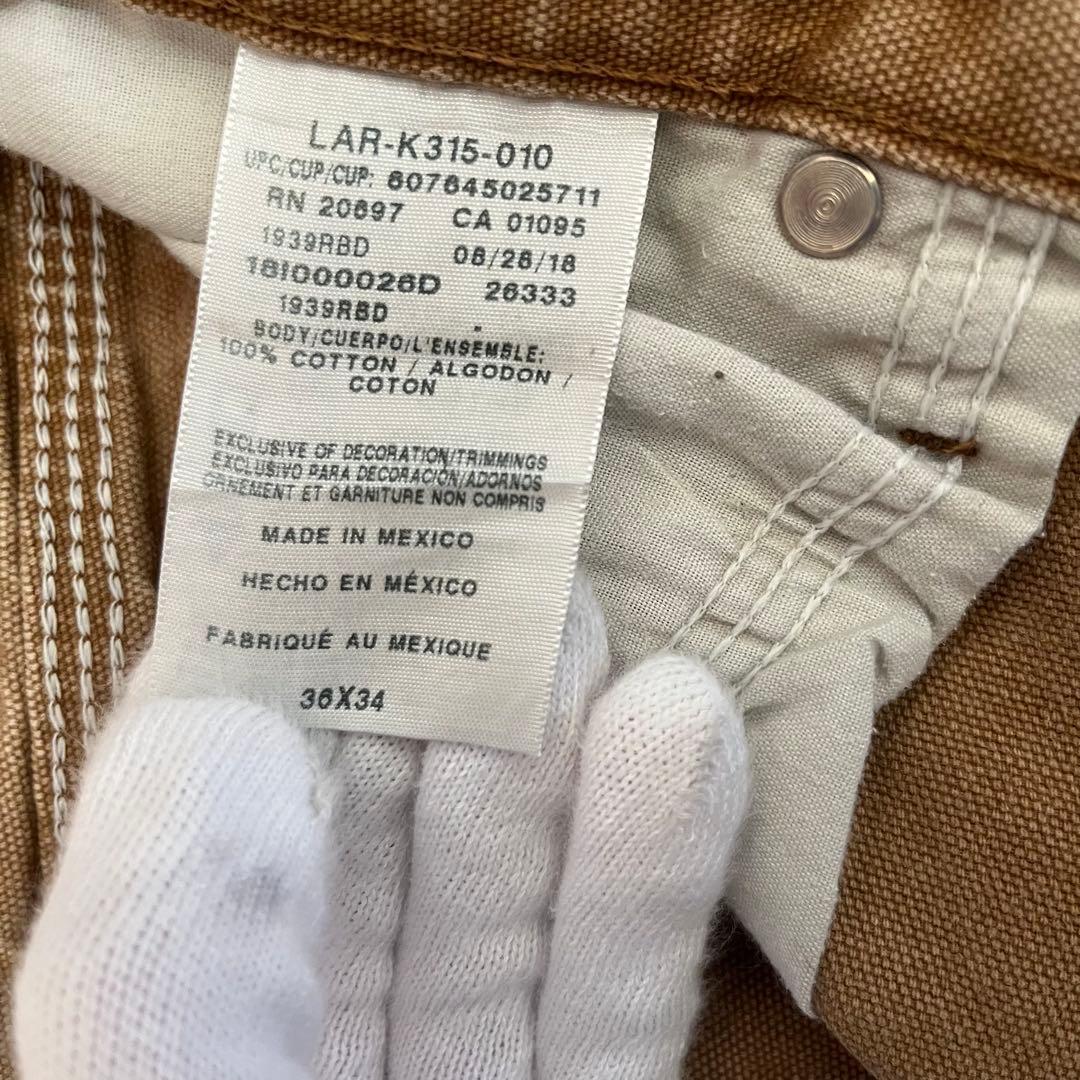 LAR-K315-010
UPC/CUP/CUP: 607645025711
RN 20697 CA 01095
1939RBD 08/28/18
18I000026D 26333
1939RBD
BODY/CUERPO/L'ENSEMBLE:
100% COTTON / ALGODON /
COTON
EXCLUSIVE OF DECORATION/TRIMMINGS
EXCLUSIVO PARA DECORACIÓN/ADORNOS
ORNEMENT ET GARNITURE NON COMPRIS
MADE IN MEXICO
HECHO EN MÉXICO
FABRIQUÉ AU MEXIQUE
36X34